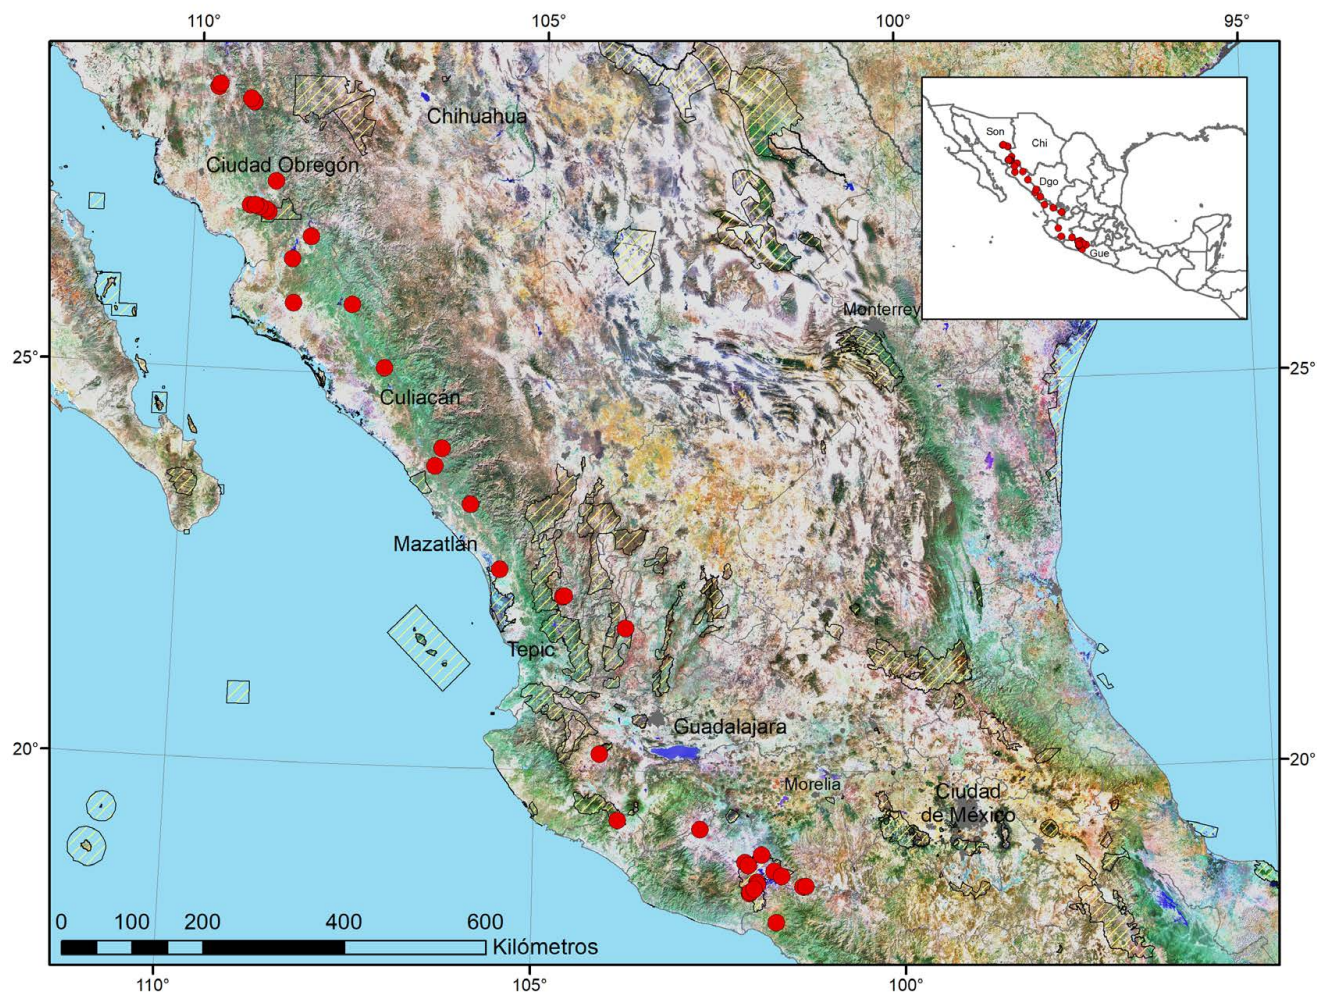 110°
105°
100°
95°
Son
Chi
Dgo
Gue
Chihuahua
Ciudad Obregón
Monterrey
25°
25°
Culiacán
Mazatlán
Tepic
Guadalajara
20°
20°
Morelia
Ciudad
de México
0 100 200 400 600
Kilómetros
110°
105°
100°